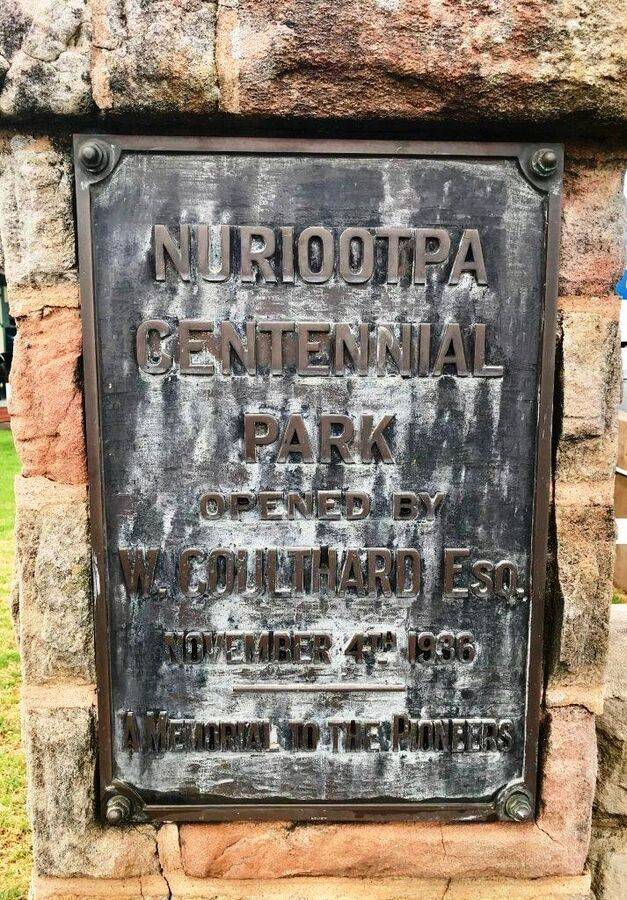 NURIOOTPA
CENTENNIAL
PARK
OPENED BY
W. COULTHARD ESQ.
NOVEMBER 4TH 1936
A MEMORIAL TO THE PIONEERS